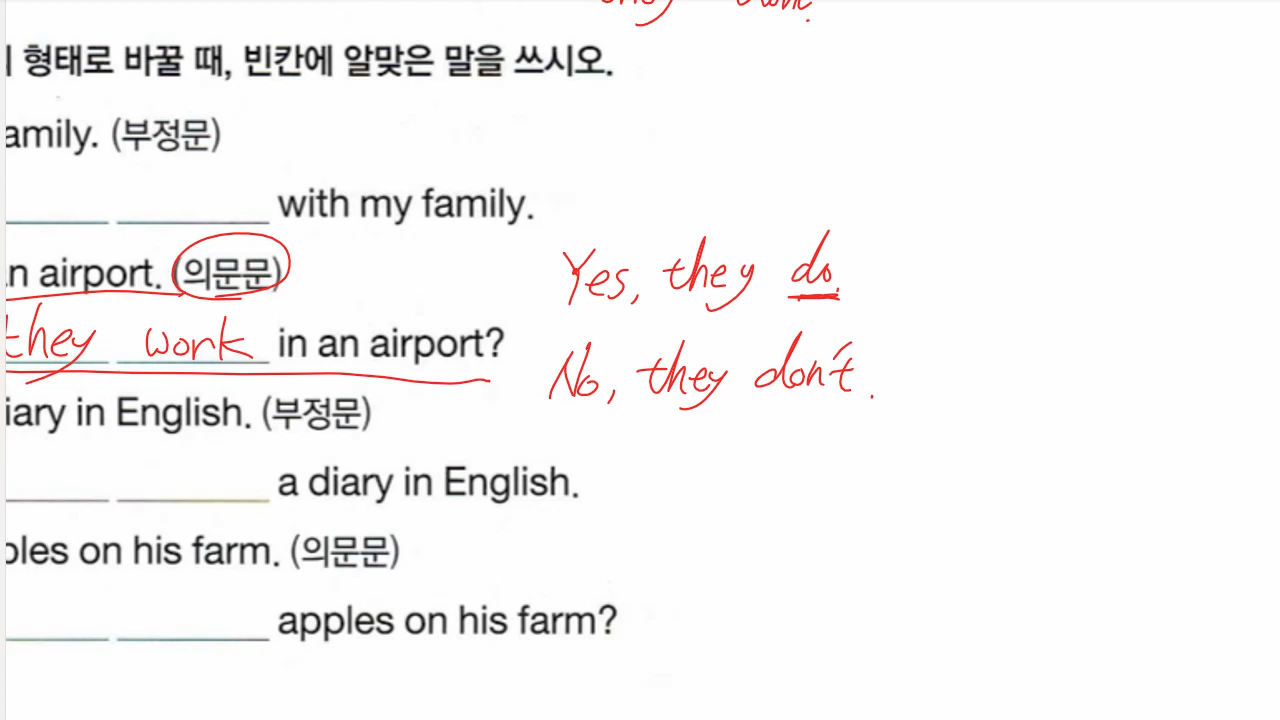 형태로 바꿀 때, 빈칸에 알맞은 말을 쓰시오.
amily. (부정문)
with my family.
n airport. (의문문)
Yes, they do.
they work in an airport?
No, they don't.
iary in English. (부정문)
a diary in English.
ples on his farm. (의문문)
apples on his farm?